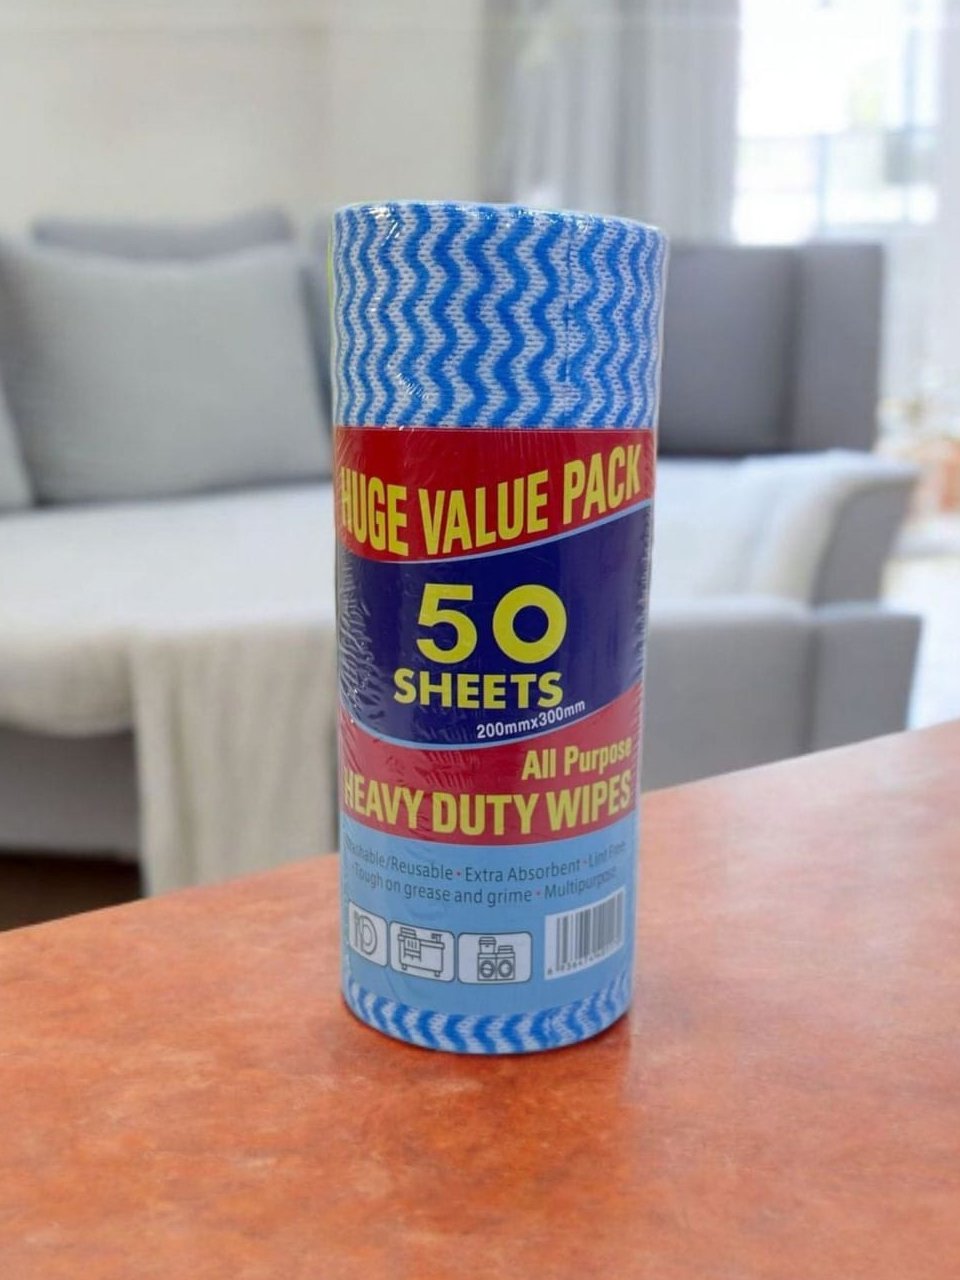 HUGE VALUE PACK
50
SHEETS
200mmx300mm
All Purpose
HEAVY DUTY WIPES
Washable/Reusable • Extra Absorbent • Lint Free
Tough on grease and grime • Multipurpose